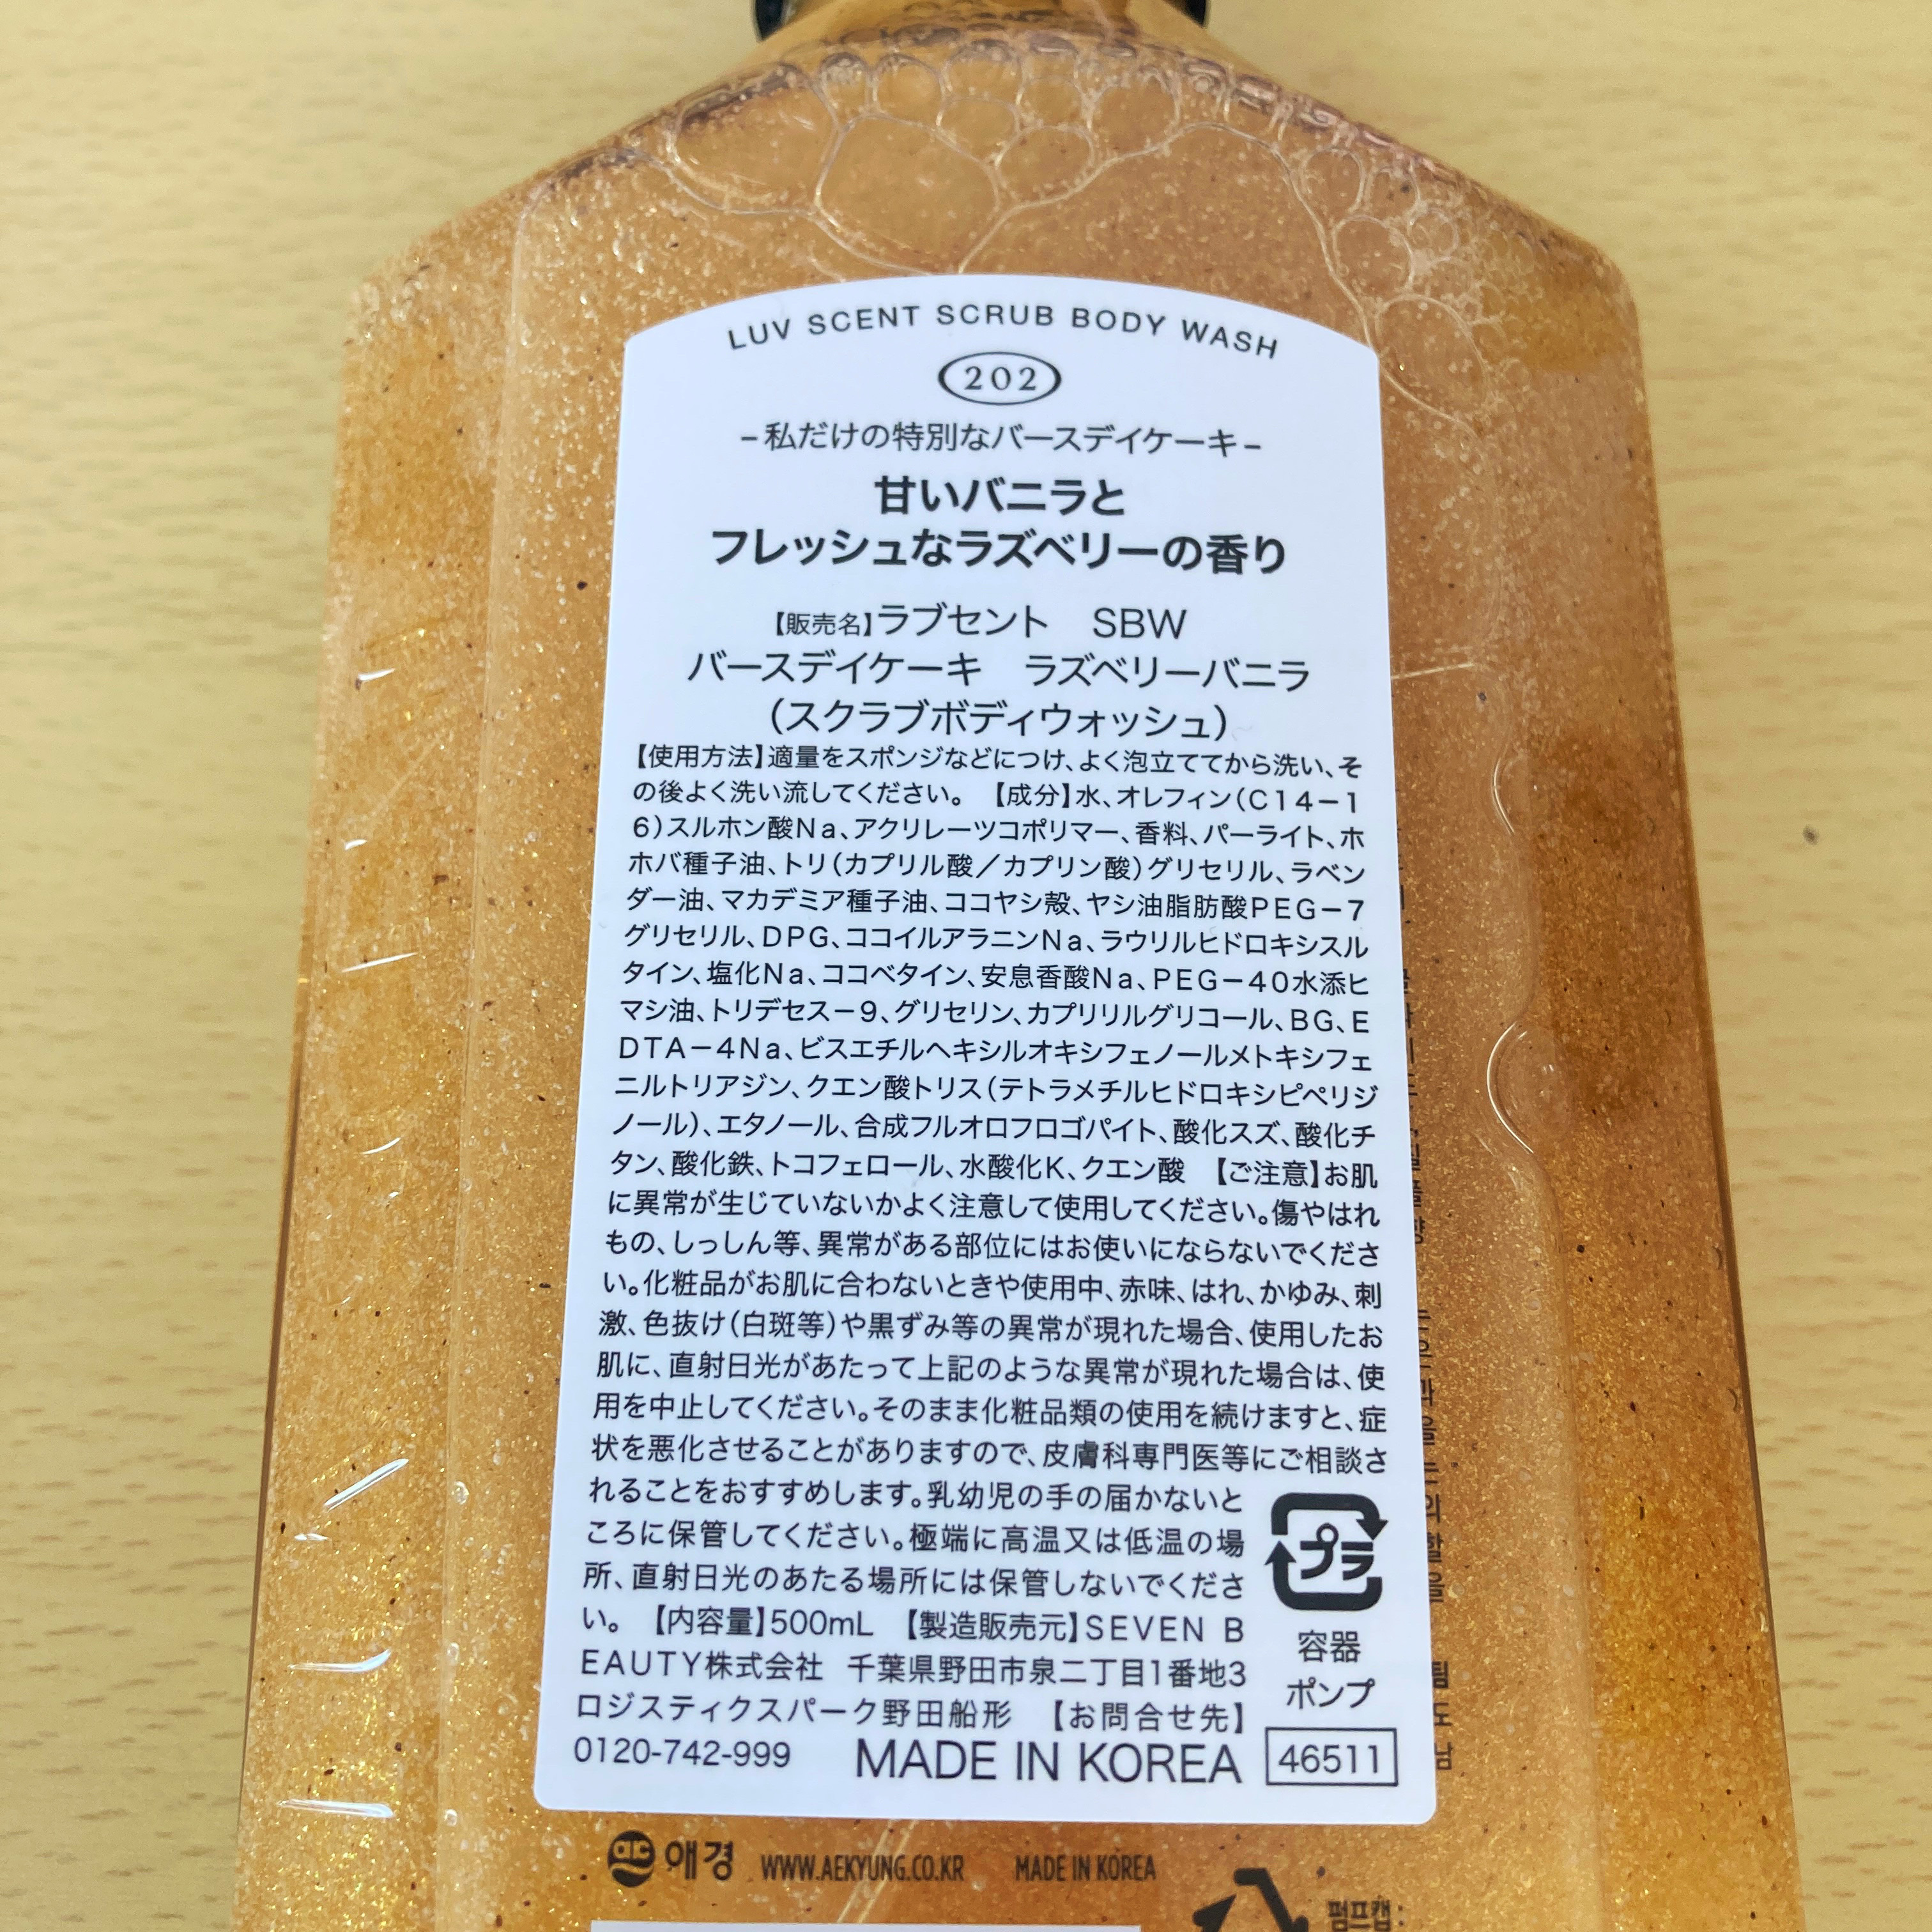 LUV SCENT SCRUB BODY WASH
202
–私だけの特別なバースデイケーキ–
甘いバニラと
フレッシュなラズベリーの香り
【販売名】ラブセント　SBW
バースデイケーキ　ラズベリーバニラ
（スクラブボディウォッシュ）
【使用方法】適量をスポンジなどにつけ、よく泡立ててから洗い、そ
の後よく洗い流してください。【成分】水、オレフィン（C14－1
6）スルホン酸Na、アクリレーツコポリマー、香料、パーライト、ホ
ホバ種子油、トリ（カプリル酸／カプリン酸）グリセリル、ラベン
ダー油、マカデミア種子油、ココヤシ殻、ヤシ油脂肪酸PEG－7
グリセリル、DPG、ココイルアラニンNa、ラウリルヒドロキシスル
タイン、塩化Na、ココベタイン、安息香酸Na、PEG－40水添ヒ
マシ油、トリデセス－9、グリセリン、カプリリルグリコール、BG、E
DTA－4Na、ビスエチルヘキシルオキシフェノールメトキシフェ
ニルトリアジン、クエン酸トリス（テトラメチルヒドロキシピペリジ
ノール）、エタノール、合成フルオロフロゴパイト、酸化スズ、酸化チ
タン、酸化鉄、トコフェロール、水酸化K、クエン酸　【ご注意】お肌
に異常が生じていないかよく注意して使用してください。傷やはれ
もの、しっしん等、異常がある部位にはお使いにならないでくださ
い。化粧品がお肌に合わないときや使用中、赤味、はれ、かゆみ、刺
激、色抜け（白斑等）や黒ずみ等の異常が現れた場合、使用したお
肌に、直射日光があたって上記のような異常が現れた場合は、使
用を中止してください。そのまま化粧品類の使用を続けますと、症
状を悪化させることがありますので、皮膚科専門医等にご相談さ
れることをおすすめします。乳幼児の手の届かないと
ころに保管してください。極端に高温又は低温の場
所、直射日光のあたる場所には保管しないでくださ
い。【内容量】500mL　【製造販売元】SEVEN B
EAUTY株式会社　千葉県野田市泉二丁目1番地3
ロジスティクスパーク野田船形　【お問合せ先】
0120-742-999　MADE IN KOREA
プラ
容器
ポンプ
46511
애경 WWW.AEKYUNG.CO.KR MADE IN KOREA
펌프캡: